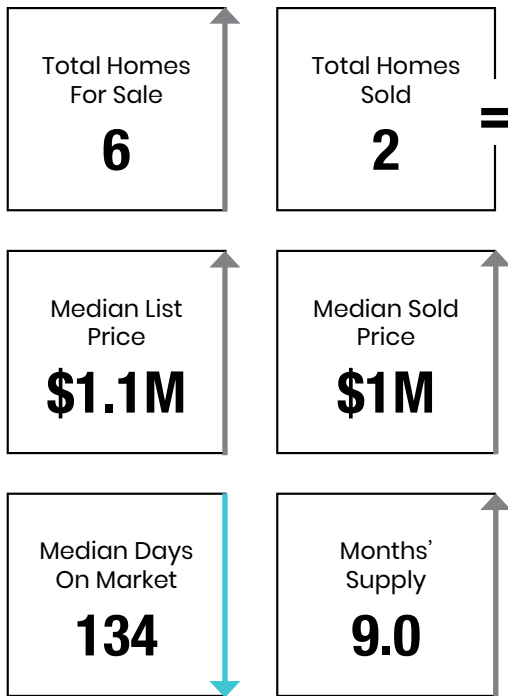 Total Homes
For Sale
6
Total Homes
Sold
2
=
Median List
Price
$1.1M
Median Sold
Price
$1M
Median Days
On Market
134
Months’
Supply
9.0